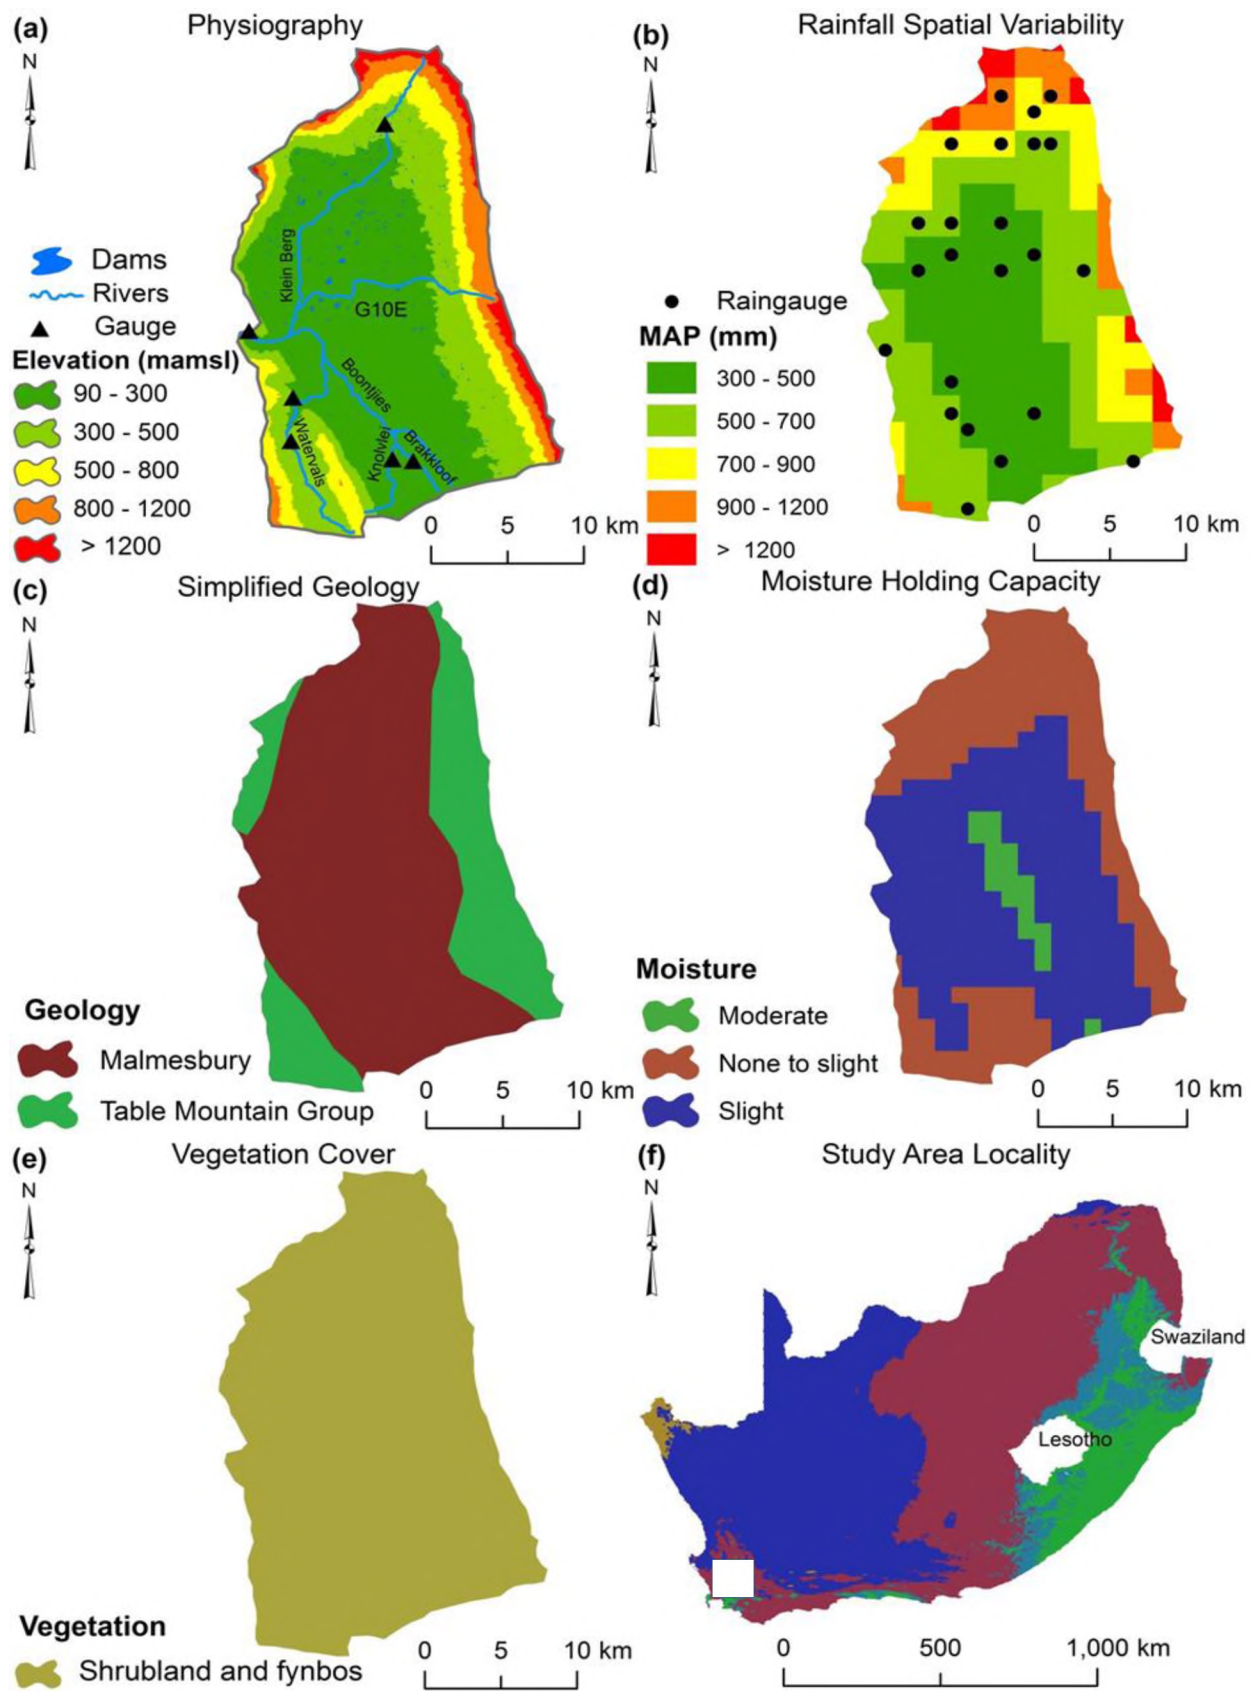 (a)
Physiography
N
Klein Berg
G10E
Boontjies
Watervals
Knolvlei
Brakkloof
Dams
Rivers
Gauge
Elevation (mamsl)
90 - 300
300 - 500
500 - 800
800 - 1200
> 1200
0 5 10 km
(b)
Rainfall Spatial Variability
N
Raingauge
MAP (mm)
300 - 500
500 - 700
700 - 900
900 - 1200
> 1200
0 5 10 km
(c)
Simplified Geology
N
Geology
Malmesbury
Table Mountain Group
0 5 10 km
(d)
Moisture Holding Capacity
N
Moisture
Moderate
None to slight
Slight
0 5 10 km
(e)
Vegetation Cover
N
Vegetation
Shrubland and fynbos
0 5 10 km
(f)
Study Area Locality
N
Swaziland
Lesotho
0 500 1,000 km